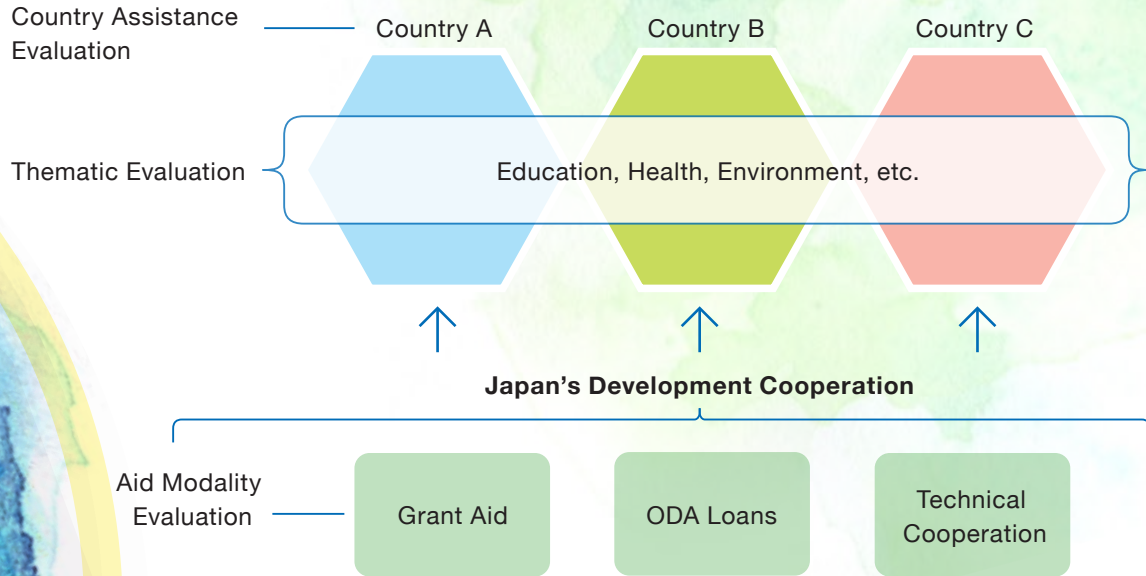 Country Assistance
Evaluation
Country A
Country B
Country C
Thematic Evaluation
Education, Health, Environment, etc.
Japan’s Development Cooperation
Aid Modality
Evaluation
Grant Aid
ODA Loans
Technical
Cooperation